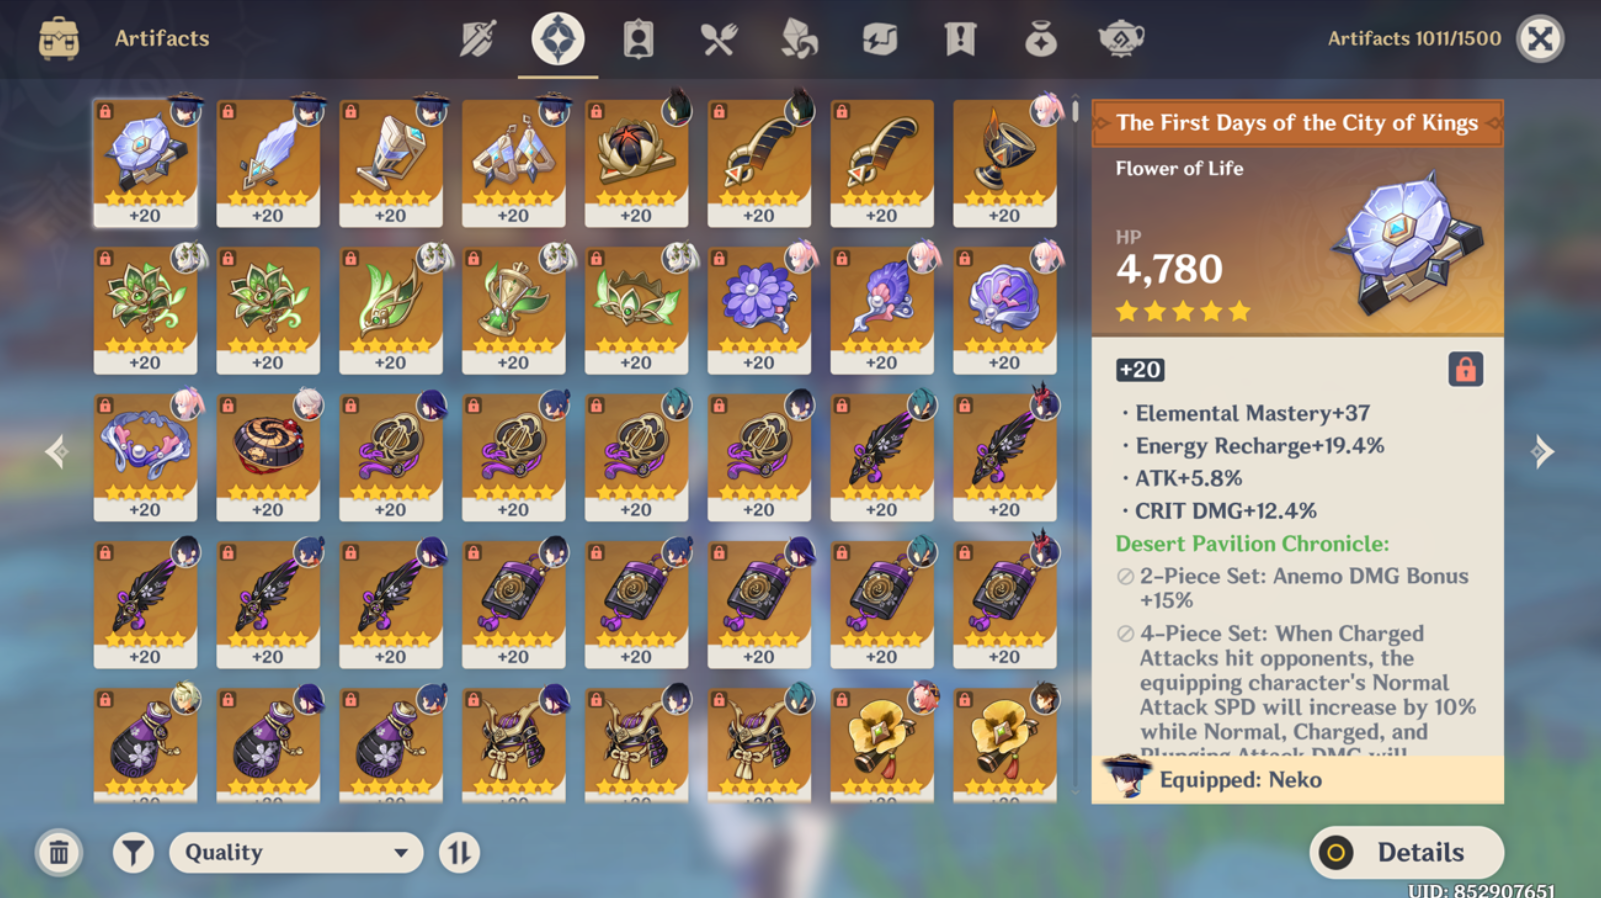 Artifacts
Artifacts 1011/1500
+20 +20 +20 +20 +20 +20 +20 +20
+20 +20 +20 +20 +20 +20 +20 +20
+20 +20 +20 +20 +20 +20 +20 +20
+20 +20 +20 +20 +20 +20 +20 +20
The First Days of the City of Kings
Flower of Life
HP
4,780
+20
· Elemental Mastery+37
· Energy Recharge+19.4%
· ATK+5.8%
· CRIT DMG+12.4%
Desert Pavilion Chronicle:
2-Piece Set: Anemo DMG Bonus
+15%
4-Piece Set: When Charged
Attacks hit opponents, the
equipping character's Normal
Attack SPD will increase by 10%
while Normal, Charged, and
Plunging Attack DMG will
Equipped: Neko
Quality
Details
UID: 852907651